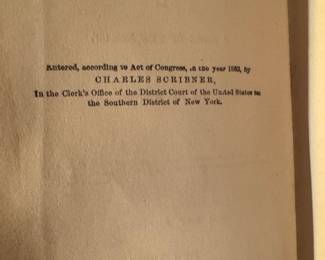 Entered, according to Act of Congress, in the year 1863, by
CHARLES SCRIBNER,
In the Clerk's Office of the District Court of the United States for
the Southern District of New York.